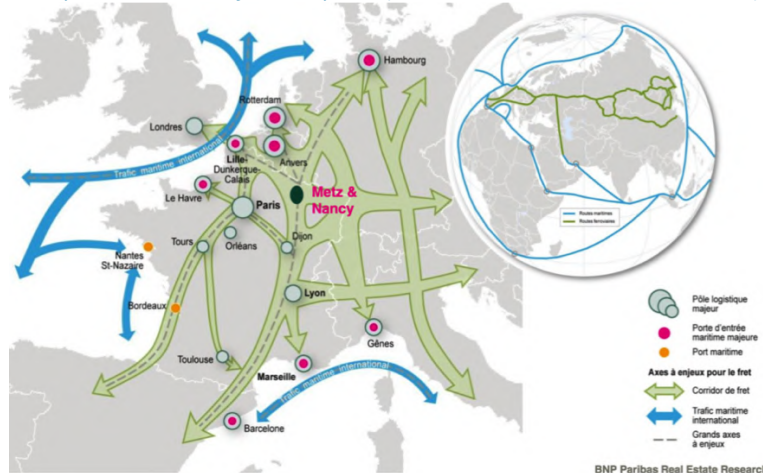 Hambourg
Rotterdam
Londres
Trafic maritime international
Lille-
Dunkerque-
Calais
Anvers
Le Havre
Metz &
Nancy
Paris
Tours
Orléans
Dijon
Nantes
St-Nazaire
Lyon
Bordeaux
Gênes
Toulouse
Marseille
Trafic maritime international
Barcelone
Routes maritimes
Routes ferroviaires
Pôle logistique
majeur
Porte d'entrée
maritime majeure
Port maritime
Axes à enjeux pour le fret
Corridor de fret
Trafic maritime
international
Grands axes
à enjeux
BNP Paribas Real Estate Research